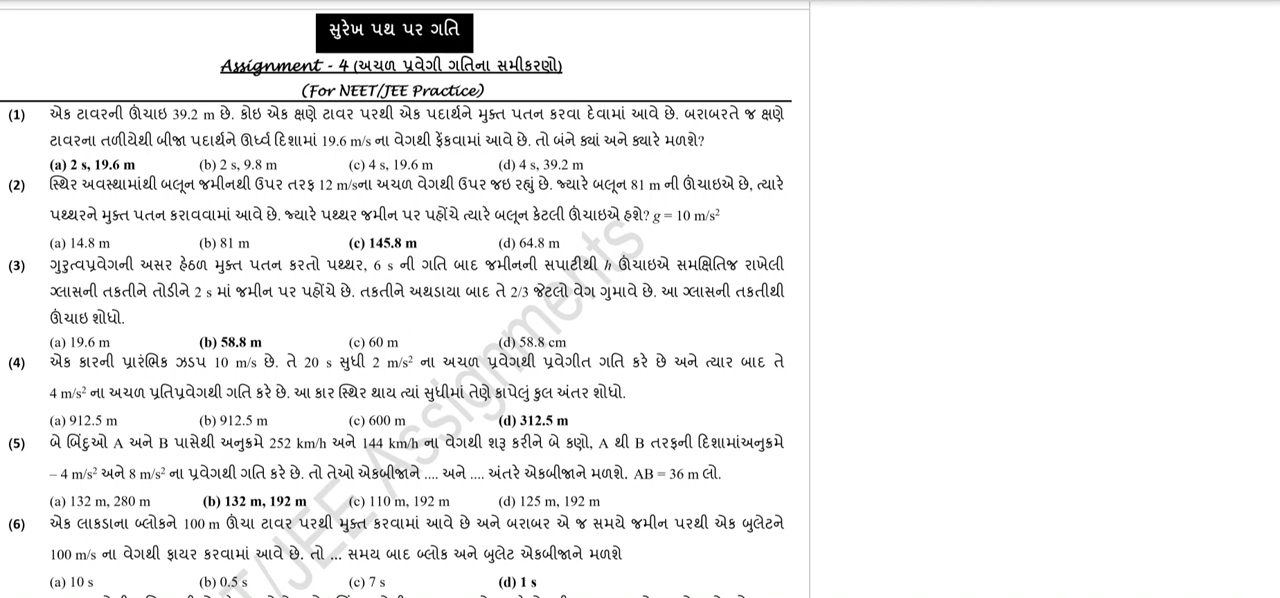 સુરેખ પથ પર ગતિ
Assignment - 4 (અચળ પ્રવેગી ગતિના સમીકરણો)
(For NEET/JEE Practice)
(1) એક ટાવરની ઊંચાઇ 39.2 m છે. કોઇ એક ક્ષણે ટાવર પરથી એક પદાર્થને મુક્ત પતન કરવા દેવામાં આવે છે. બરાબરતે જ ક્ષણે
ટાવરના તળીયેથી બીજા પદાર્થને ઊર્ધ્વ દિશામાં 19.6 m/s ના વેગથી ફેંકવામાં આવે છે. તો બંને ક્યાં અને ક્યારે મળશે?
(a) 2 s, 19.6 m (b) 2 s, 9.8 m (c) 4 s, 19.6 m (d) 4 s, 39.2 m
(2) સ્થિર અવસ્થામાંથી બલૂન જમીનથી ઉપર તરફ 12 m/sના અચળ વેગથી ઉપર જઇ રહ્યું છે. જ્યારે બલૂન 81 m ની ઊંચાઇએ છે, ત્યારે
પથ્થરને મુક્ત પતન કરાવવામાં આવે છે. જ્યારે પથ્થર જમીન પર પહોંચે ત્યારે બલૂન કેટલી ઊંચાઇએ હશે? g = 10 m/s²
(a) 14.8 m (b) 81 m (c) 145.8 m (d) 64.8 m
(3) ગુરુત્વપ્રવેગની અસર હેઠળ મુક્ત પતન કરતો પથ્થર, 6 s ની ગતિ બાદ જમીનની સપાટીથી h ઊંચાઇએ સમક્ષિતિજ રાખેલી
ગ્લાસની તકતીને તોડીને 2 s માં જમીન પર પહોંચે છે. તકતીને અથડાયા બાદ તે 2/3 જેટલો વેગ ગુમાવે છે. આ ગ્લાસની તકતીથી
ઊંચાઇ શોધો.
(a) 19.6 m (b) 58.8 m (c) 60 m (d) 58.8 cm
(4) એક કારની પ્રારંભિક ઝડપ 10 m/s છે. તે 20 s સુધી 2 m/s² ના અચળ પ્રવેગથી પ્રવેગીત ગતિ કરે છે અને ત્યાર બાદ તે
4 m/s² ના અચળ પ્રતિપ્રવેગથી ગતિ કરે છે. આ કાર સ્થિર થાય ત્યાં સુધીમાં તેણે કાપેલું કુલ અંતર શોધો.
(a) 912.5 m (b) 912.5 m (c) 600 m (d) 312.5 m
(5) બે બિંદુઓ A અને B પાસેથી અનુક્રમે 252 km/h અને 144 km/h ના વેગથી શરૂ કરીને બે કણો, A થી B તરફની દિશામાંઅનુક્રમે
– 4 m/s² અને 8 m/s² ના પ્રવેગથી ગતિ કરે છે. તો તેઓ એકબીજાને .... અને .... અંતરે એકબીજાને મળશે. AB = 36 m લો.
(a) 132 m, 280 m (b) 132 m, 192 m (c) 110 m, 192 m (d) 125 m, 192 m
(6) એક લાકડાના બ્લોકને 100 m ઊંચા ટાવર પરથી મુક્ત કરવામાં આવે છે અને બરાબર એ જ સમયે જમીન પરથી એક બુલેટને
100 m/s ના વેગથી ફાયર કરવામાં આવે છે. તો ... સમય બાદ બ્લોક અને બુલેટ એકબીજાને મળશે
(a) 10 s (b) 0.5 s (c) 7 s (d) 1 s
T/JEE Assignments